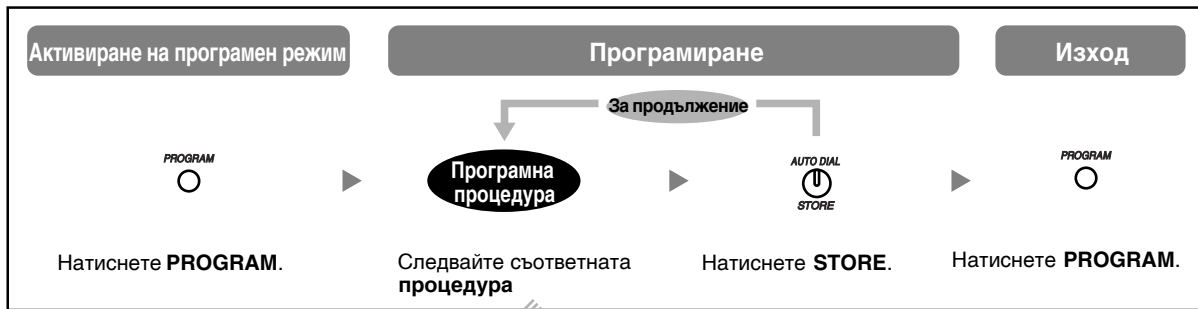 Активиране на програмен режим
Програмиране
Изход
За продължение
PROGRAM
Програмна
процедура
AUTO DIAL
STORE
PROGRAM
Натиснете PROGRAM.
Следвайте съответната
процедура
Натиснете STORE.
Натиснете PROGRAM.